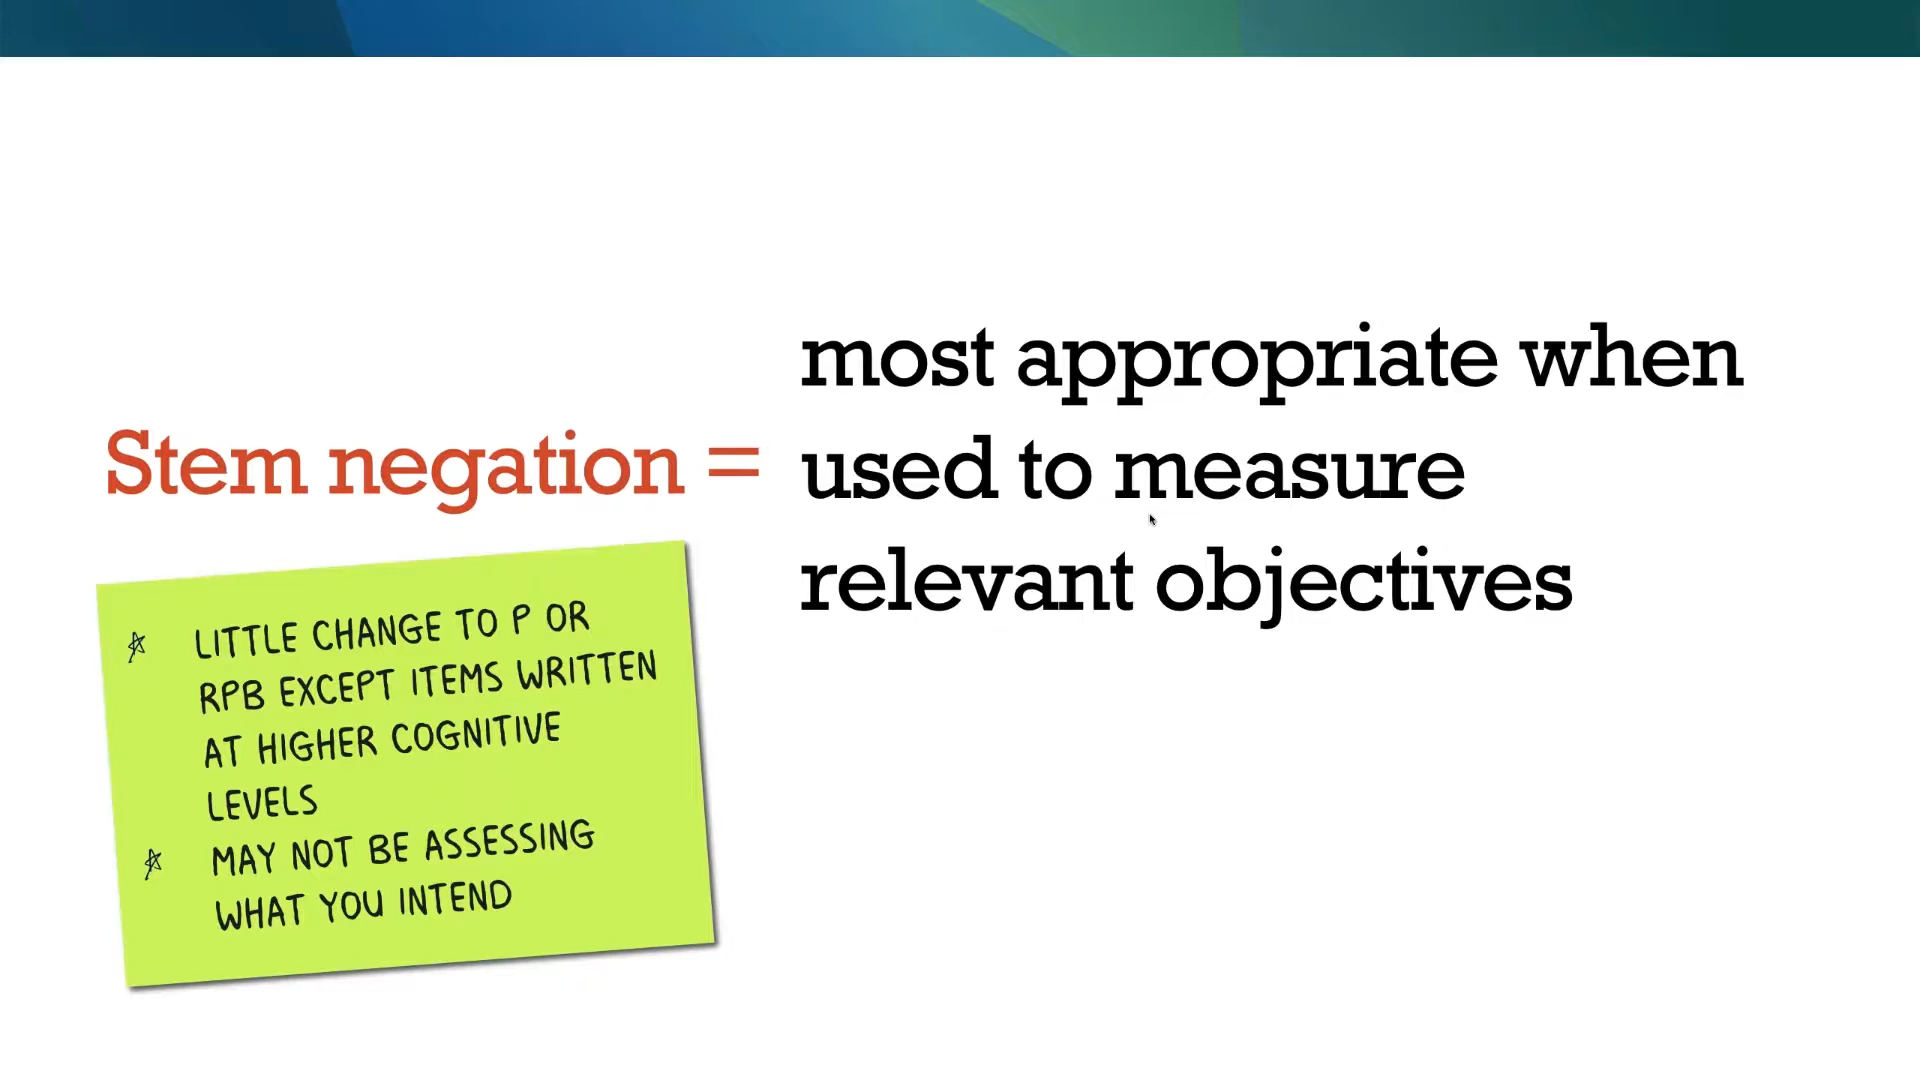 Stem negation =
most appropriate when
used to measure
relevant objectives
☆ LITTLE CHANGE TO P OR
RPB EXCEPT ITEMS WRITTEN
AT HIGHER COGNITIVE
LEVELS
☆ MAY NOT BE ASSESSING
WHAT YOU INTEND